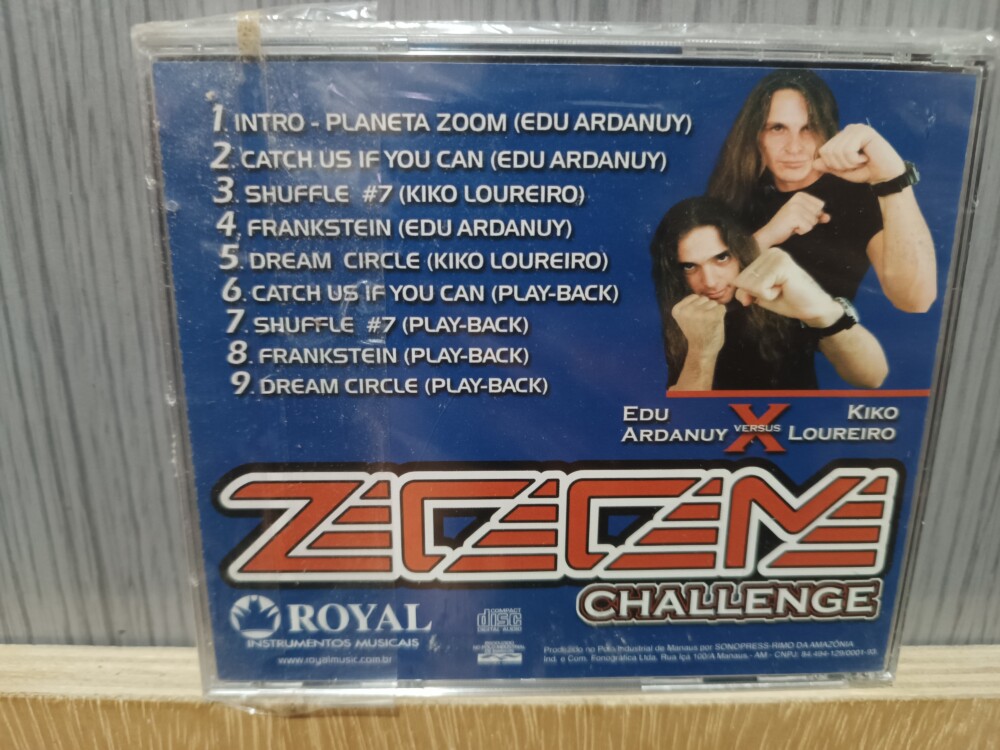 1. INTRO - PLANETA ZOOM (EDU ARDANUY)
2. CATCH US IF YOU CAN (EDU ARDANUY)
3. SHUFFLE #7 (KIKO LOUREIRO)
4. FRANKSTEIN (EDU ARDANUY)
5. DREAM CIRCLE (KIKO LOUREIRO)
6. CATCH US IF YOU CAN (PLAY-BACK)
7. SHUFFLE #7 (PLAY-BACK)
8. FRANKSTEIN (PLAY-BACK)
9. DREAM CIRCLE (PLAY-BACK)
EDU ARDANUY
X VERSUS
KIKO LOUREIRO
ZOOM
CHALLENGE
ROYAL
INSTRUMENTOS MUSICAIS
www.royalmusic.com.br
COMPACT
disc
DIGITAL AUDIO
Produzido no Polo Industrial de Manaus por SONOPRESS-RIMO DA AMAZÔNIA
Ind. e Com. Fonográfica Ltda. Rua Içá 100/A Manaus - AM - CNPJ: